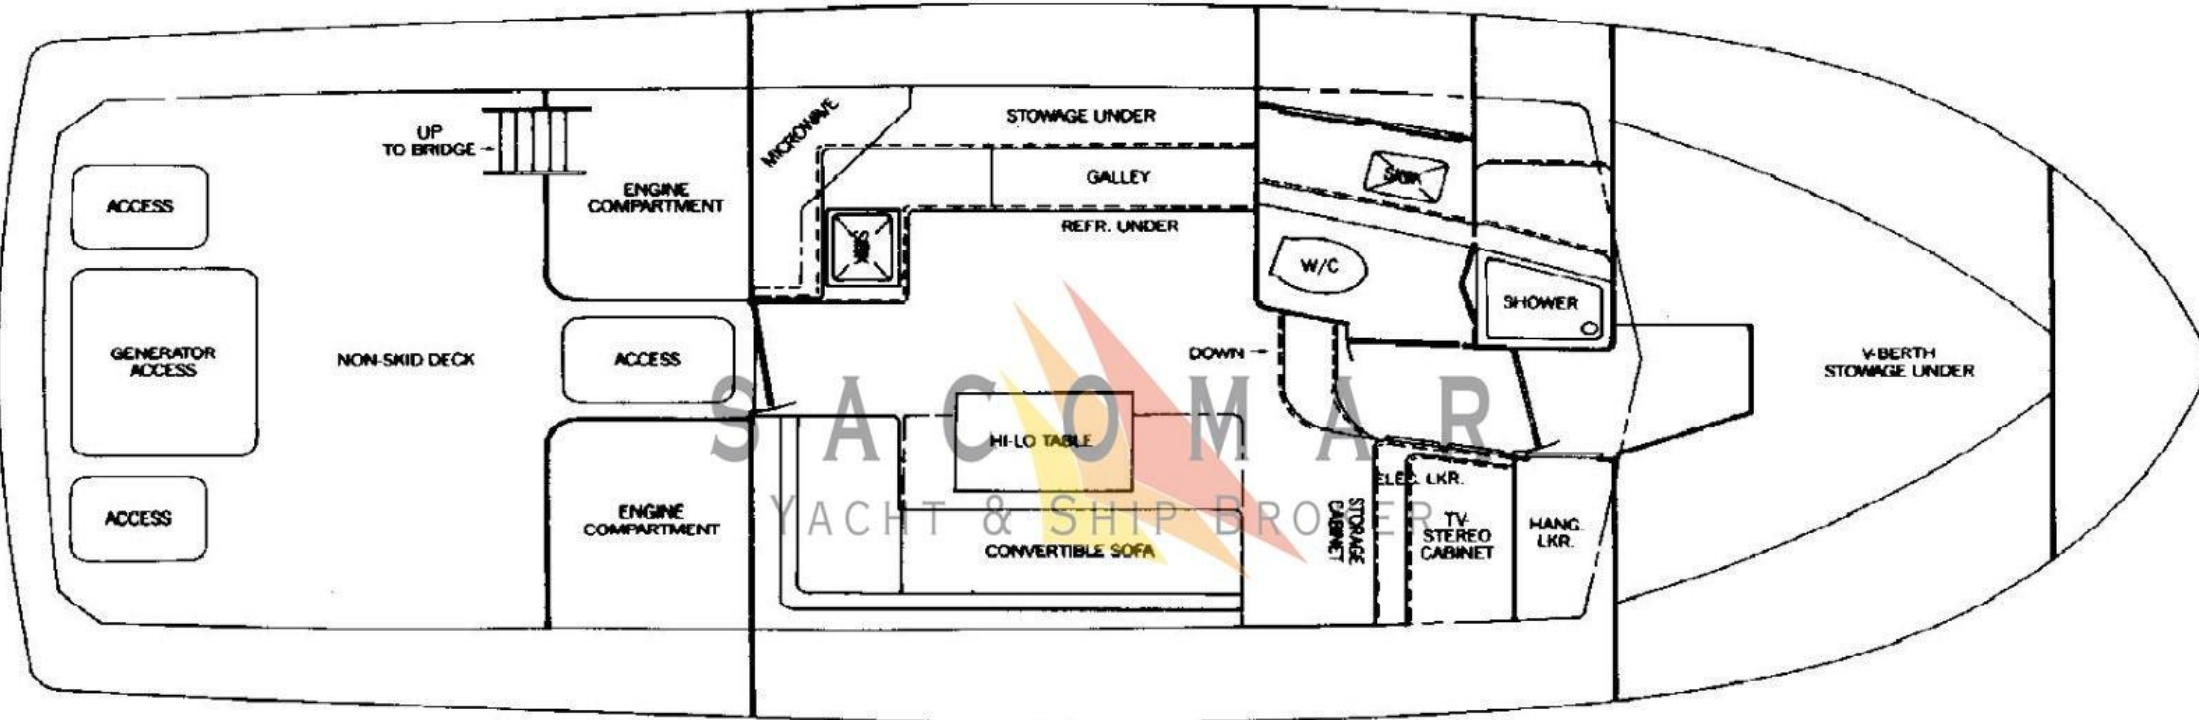 UP
TO BRIDGE
ACCESS
ENGINE
COMPARTMENT
GENERATOR
ACCESS
NON-SKID DECK
ACCESS
ACCESS
ENGINE
COMPARTMENT
MICROWAVE
STOWAGE UNDER
GALLEY
REFR. UNDER
SINK
SINK
W/C
SHOWER
DOWN
HI-LO TABLE
CONVERTIBLE SOFA
STORAGE
CABINET
ELEC. LKR.
TV-
STEREO
CABINET
HANG.
LKR.
V-BERTH
STOWAGE UNDER
SACOMAR
YACHT & SHIP BROKER